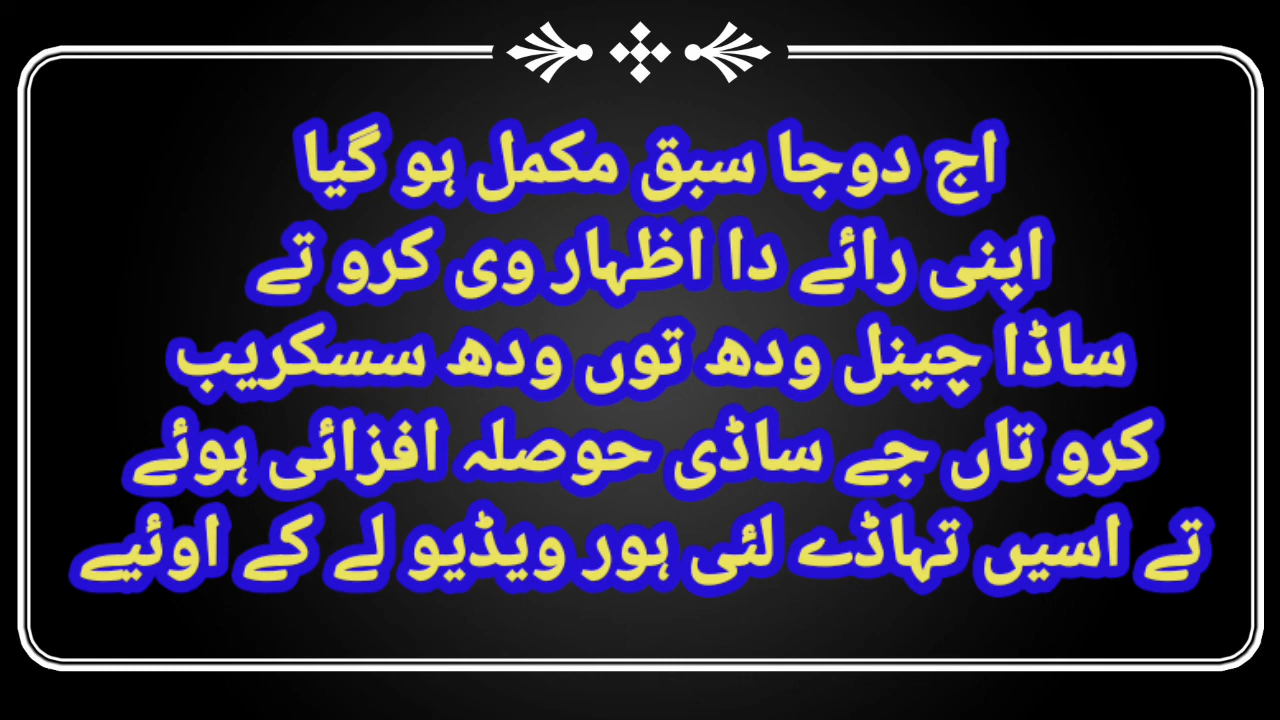 اج دوجا سبق مکمل ہو گیا
اپنی رائے دا اظہار وی کرو تے
ساڈا چینل ودھ توں ودھ سسکریب
کرو تاں جے ساڈی حوصلہ افزائی ہوئے
تے اسیں تہاڈے لئی ہور ویڈیو لے کے اوئیے